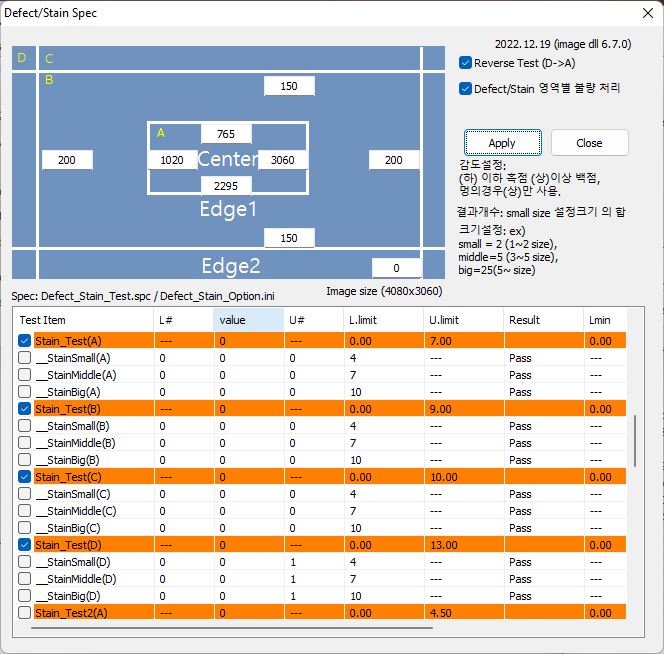 Defect/Stain Spec
2022.12.19 (image dll 6.7.0)
D C
B
150
Reverse Test (D->A)
Defect/Stain 영역별 불량 처리
A 765
200 1020 Center 3060 200
2295
Edge1
150
Edge2
0
Apply Close
감도설정:
(하) 이하 흑점 (상)이상 백점,
멍의경우(상)만 사용.
결과개수: small size 설정크기 의 합
크기설정: ex)
small = 2 (1~2 size),
middle=5 (3~5 size),
big=25(5~ size)
Spec: Defect_Stain_Test.spc / Defect_Stain_Option.ini
Image size (4080x3060)
Test Item L# value U# L.limit U.limit Result Lmin
Stain_Test(A) --- 0 --- 0.00 7.00 0.00
__StainSmall(A) 0 0 0 4 --- Pass ---
__StainMiddle(A) 0 0 0 7 --- Pass ---
__StainBig(A) 0 0 0 10 --- Pass ---
Stain_Test(B) --- 0 --- 0.00 9.00 0.00
__StainSmall(B) 0 0 0 4 --- Pass ---
__StainMiddle(B) 0 0 0 7 --- Pass ---
__StainBig(B) 0 0 0 10 --- Pass ---
Stain_Test(C) --- 0 --- 0.00 10.00 0.00
__StainSmall(C) 0 0 0 4 --- Pass ---
__StainMiddle(C) 0 0 0 7 --- Pass ---
__StainBig(C) 0 0 0 10 --- Pass ---
Stain_Test(D) --- 0 --- 0.00 13.00 0.00
__StainSmall(D) 0 0 1 4 --- Pass ---
__StainMiddle(D) 0 0 1 7 --- Pass ---
__StainBig(D) 0 0 1 10 --- Pass ---
Stain_Test2(A) --- 0 --- 0.00 4.50 0.00